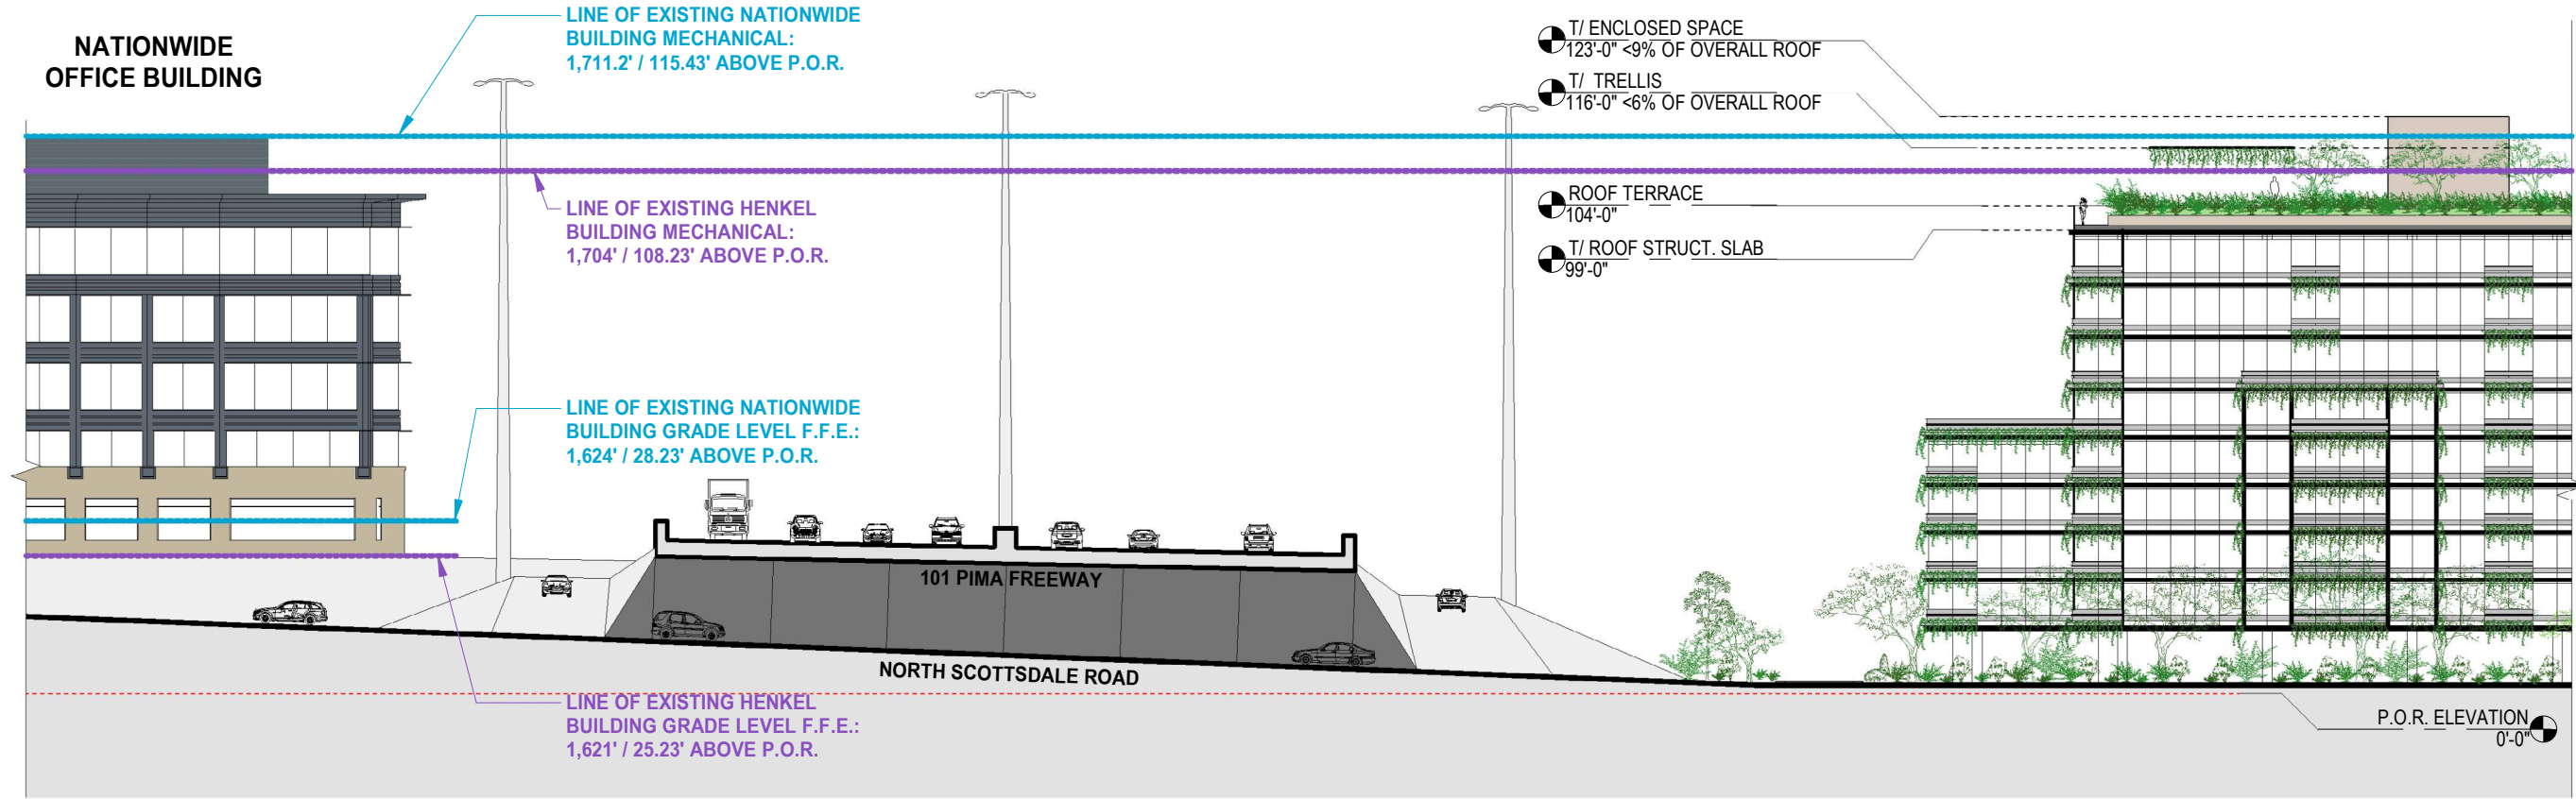 NATIONWIDE
OFFICE BUILDING
LINE OF EXISTING NATIONWIDE
BUILDING MECHANICAL:
1,711.2' / 115.43' ABOVE P.O.R.
LINE OF EXISTING HENKEL
BUILDING MECHANICAL:
1,704' / 108.23' ABOVE P.O.R.
T/ ENCLOSED SPACE
123'-0" <9% OF OVERALL ROOF
T/ TRELLIS
116'-0" <6% OF OVERALL ROOF
ROOF TERRACE
104'-0"
T/ ROOF STRUCT. SLAB
99'-0"
LINE OF EXISTING NATIONWIDE
BUILDING GRADE LEVEL F.F.E.:
1,624' / 28.23' ABOVE P.O.R.
101 PIMA FREEWAY
NORTH SCOTTSDALE ROAD
LINE OF EXISTING HENKEL
BUILDING GRADE LEVEL F.F.E.:
1,621' / 25.23' ABOVE P.O.R.
P.O.R. ELEVATION
0'-0"